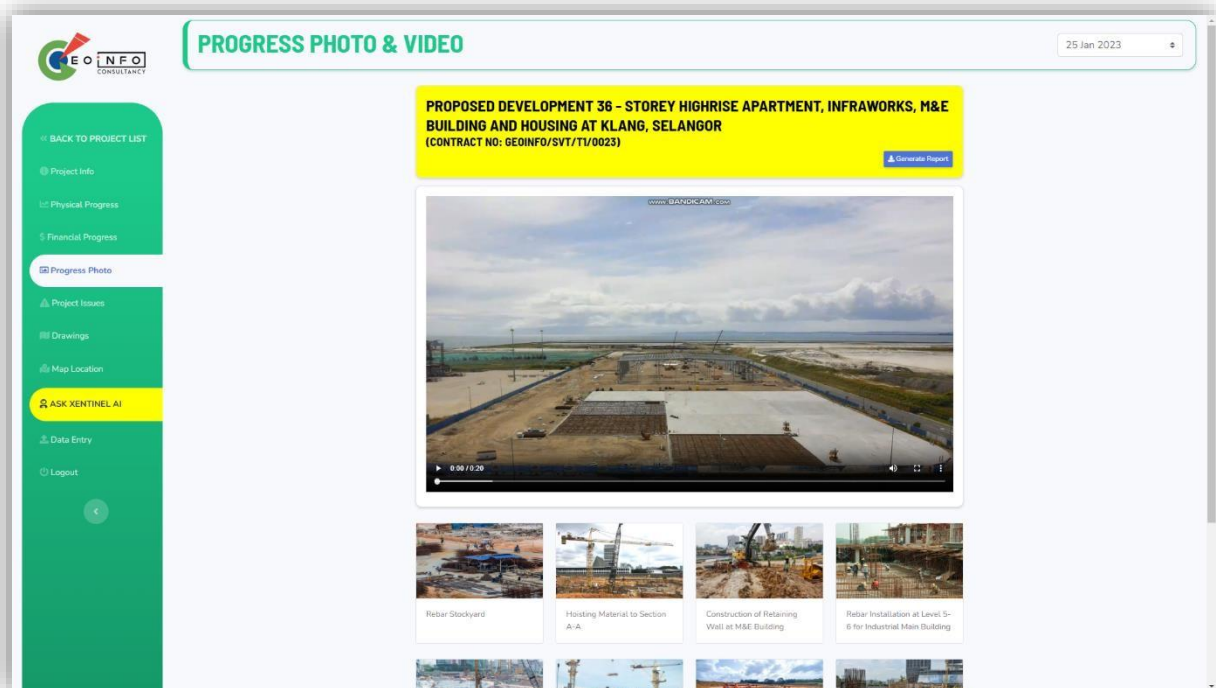 EOINFO
CONSULTANCY
PROGRESS PHOTO & VIDEO
25 Jan 2023
BACK TO PROJECT LIST
Project Info
Physical Progress
$ Financial Progress
Progress Photo
Project Issues
Drawings
Map Location
ASK XENTINEL AI
Data Entry
Logout
PROPOSED DEVELOPMENT 36 - STOREY HIGHRISE APARTMENT, INFRAWORKS, M&E
BUILDING AND HOUSING AT KLANG, SELANGOR
(CONTRACT NO: GEOINFO/SVT/T1/0023)
Generate Report
www.BANDICAM.com
0:00 / 0:20
Rebar Stockyard
Hoisting Material to Section
A-A
Construction of Retaining
Wall at M&E Building
Rebar Installation at Level 5-
6 for Industrial Main Building